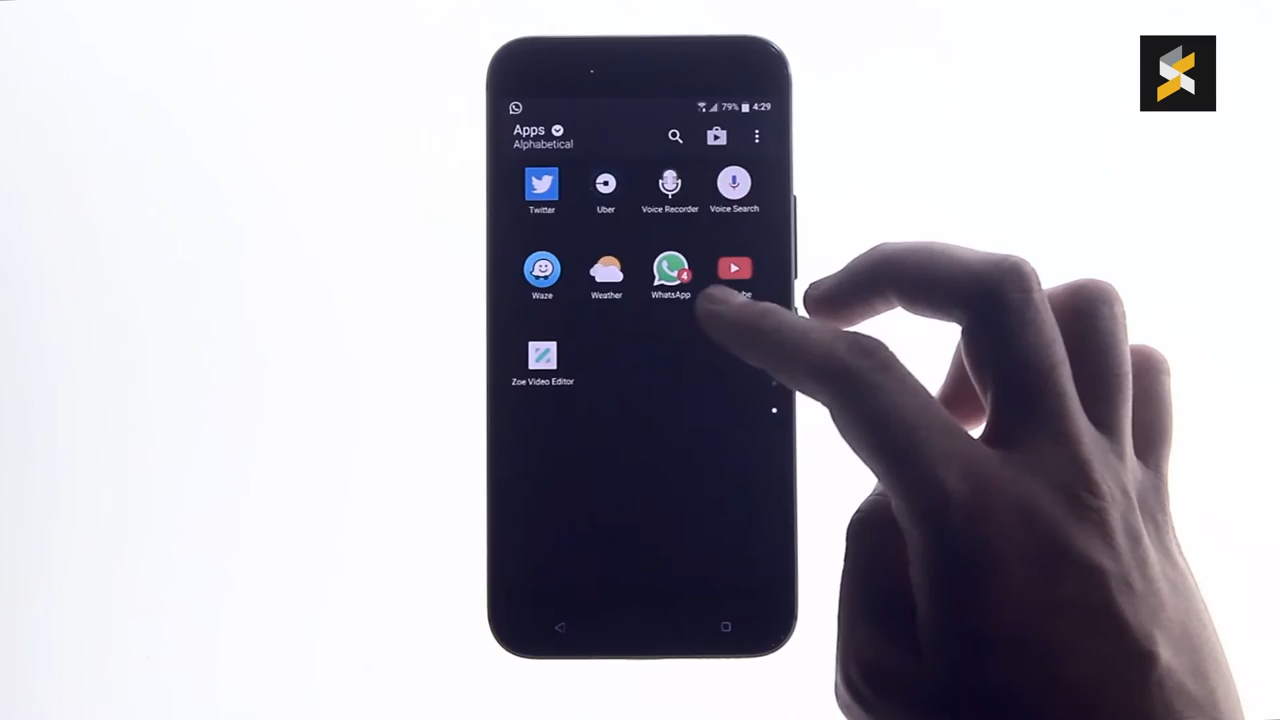 79% 4:29
Apps
Alphabetical
Twitter
Uber
Voice Recorder
Voice Search
Waze
Weather
WhatsApp
4
Zoe Video Editor